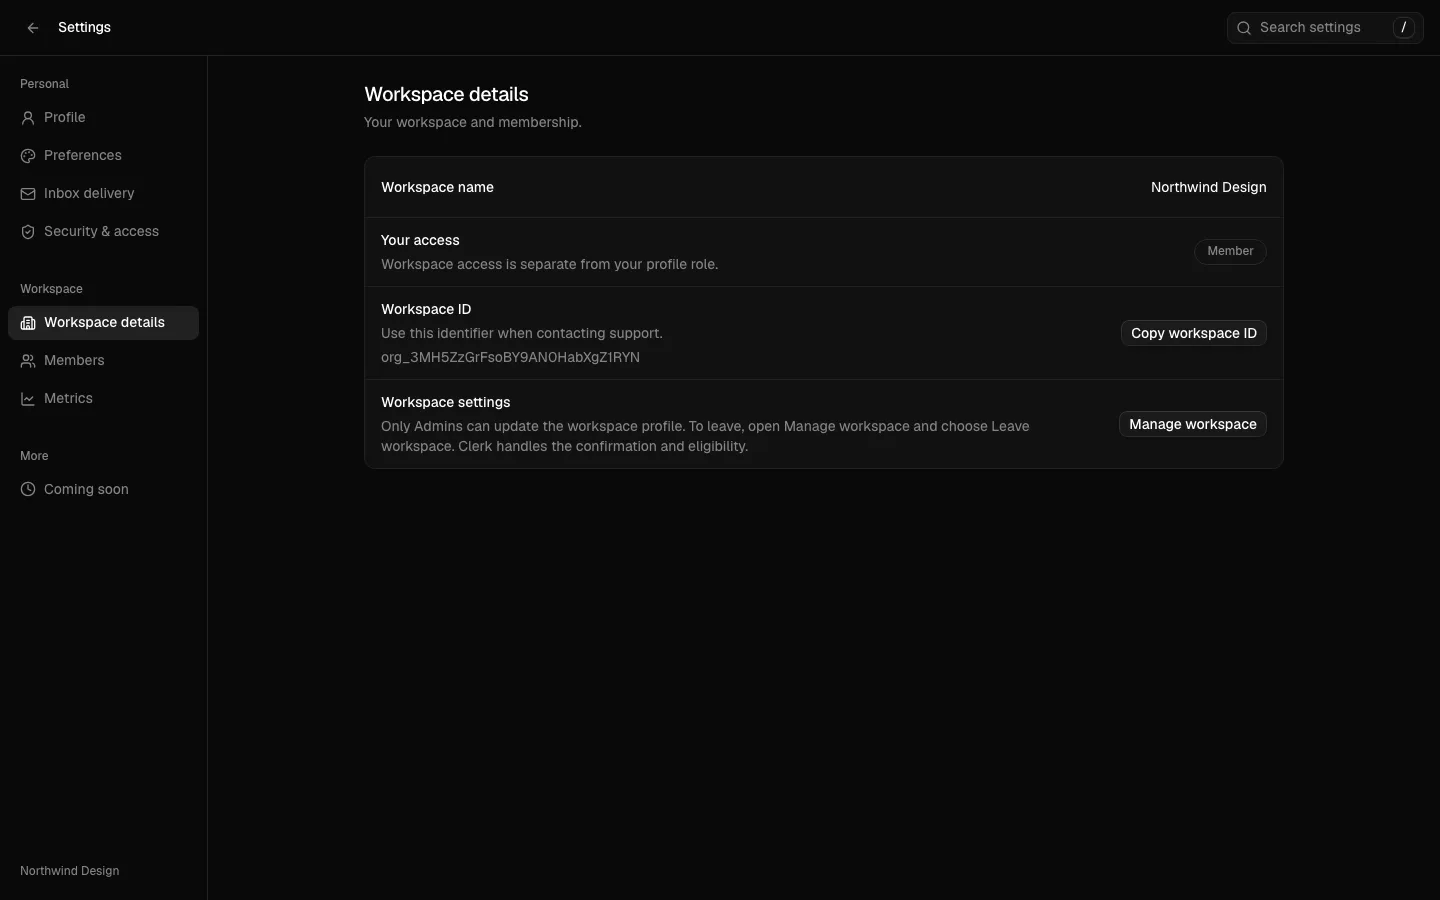 Settings
Search settings
/
Personal
Profile
Preferences
Inbox delivery
Security & access
Workspace
Workspace details
Members
Metrics
More
Coming soon
Northwind Design
Workspace details
Your workspace and membership.
Workspace name
Northwind Design
Your access
Workspace access is separate from your profile role.
Member
Workspace ID
Use this identifier when contacting support.
org_3MH5ZzGrFsoBY9AN0HabXgZ1RYN
Copy workspace ID
Workspace settings
Only Admins can update the workspace profile. To leave, open Manage workspace and choose Leave
workspace. Clerk handles the confirmation and eligibility.
Manage workspace